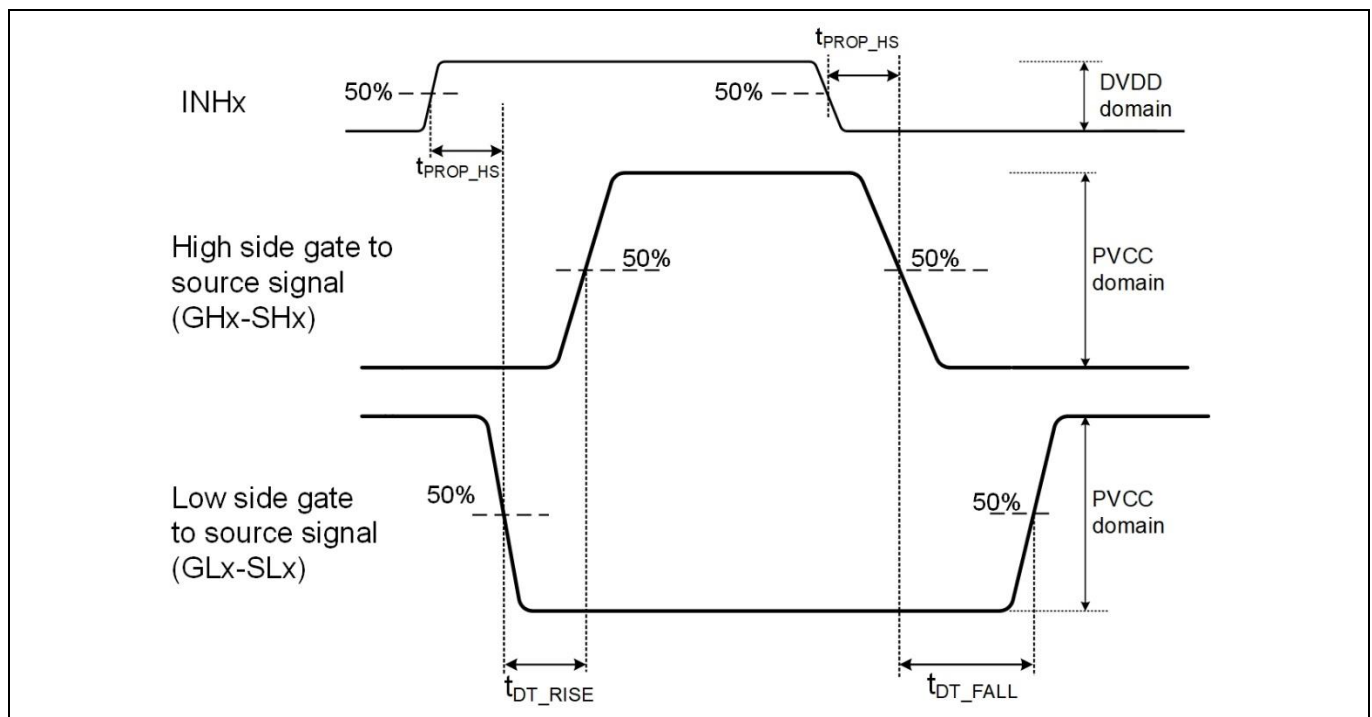 tPROP_HS
50%
50%
INHx
DVDD
domain
tPROP_HS
High side gate to
source signal
(GHx-SHx)
50%
50%
PVCC
domain
Low side gate
to source signal
(GLx-SLx)
50%
50%
PVCC
domain
tDT_RISE
tDT_FALL